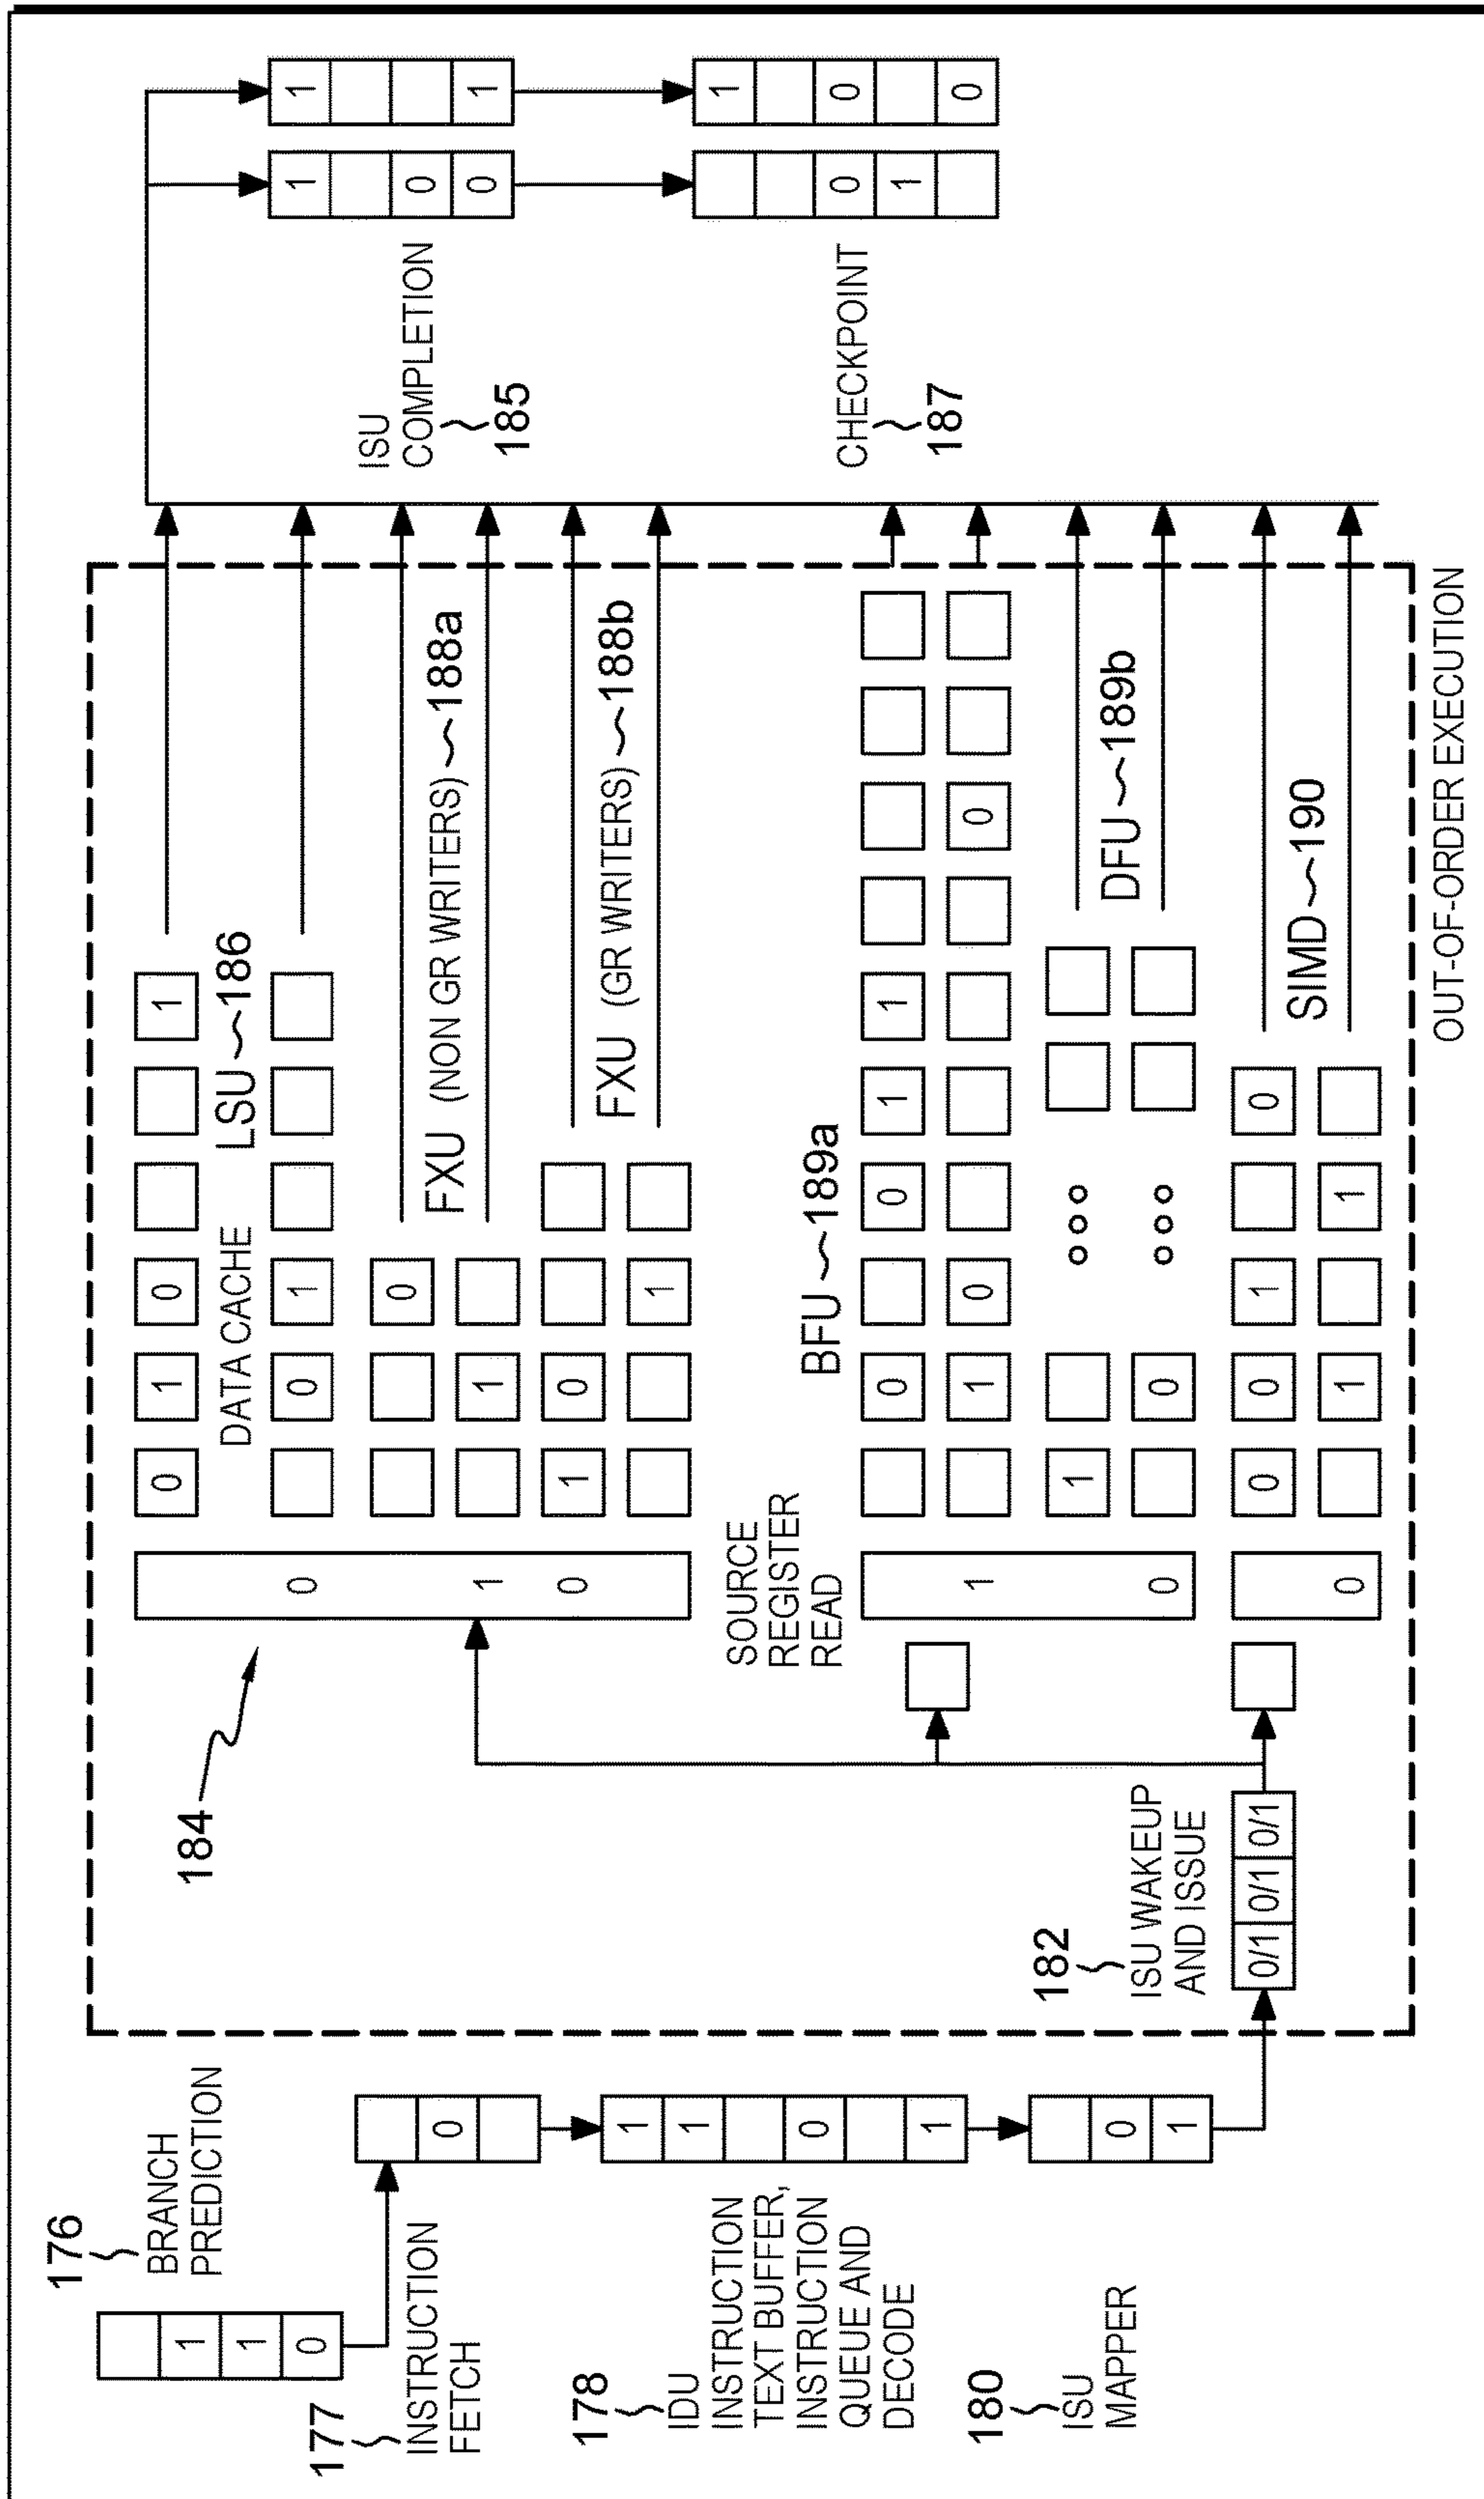 176
BRANCH
PREDICTION
1
1
0
177
INSTRUCTION
FETCH
0
178
IDU
INSTRUCTION
TEXT BUFFER,
INSTRUCTION
QUEUE AND
DECODE
1
1
0
1
180
ISU
MAPPER
0
1
182
ISU WAKEUP
AND ISSUE
0/1 0/1 0/1
184
0 1 0 1
DATA CACHE LSU~186
0 0 1
0
FXU (NON GR WRITERS)~188a
1 1
0 1 0
FXU (GR WRITERS)~188b
1
SOURCE
REGISTER
READ
BFU~189a
0 0 1 1
1 1 0 0
1
DFU~189b
0 0
0 0 1 0
SIMD~190
0 1 1
OUT-OF-ORDER EXECUTION
ISU
COMPLETION
185
1 1
0
0 1
CHECKPOINT
187
1
0 0
1
0